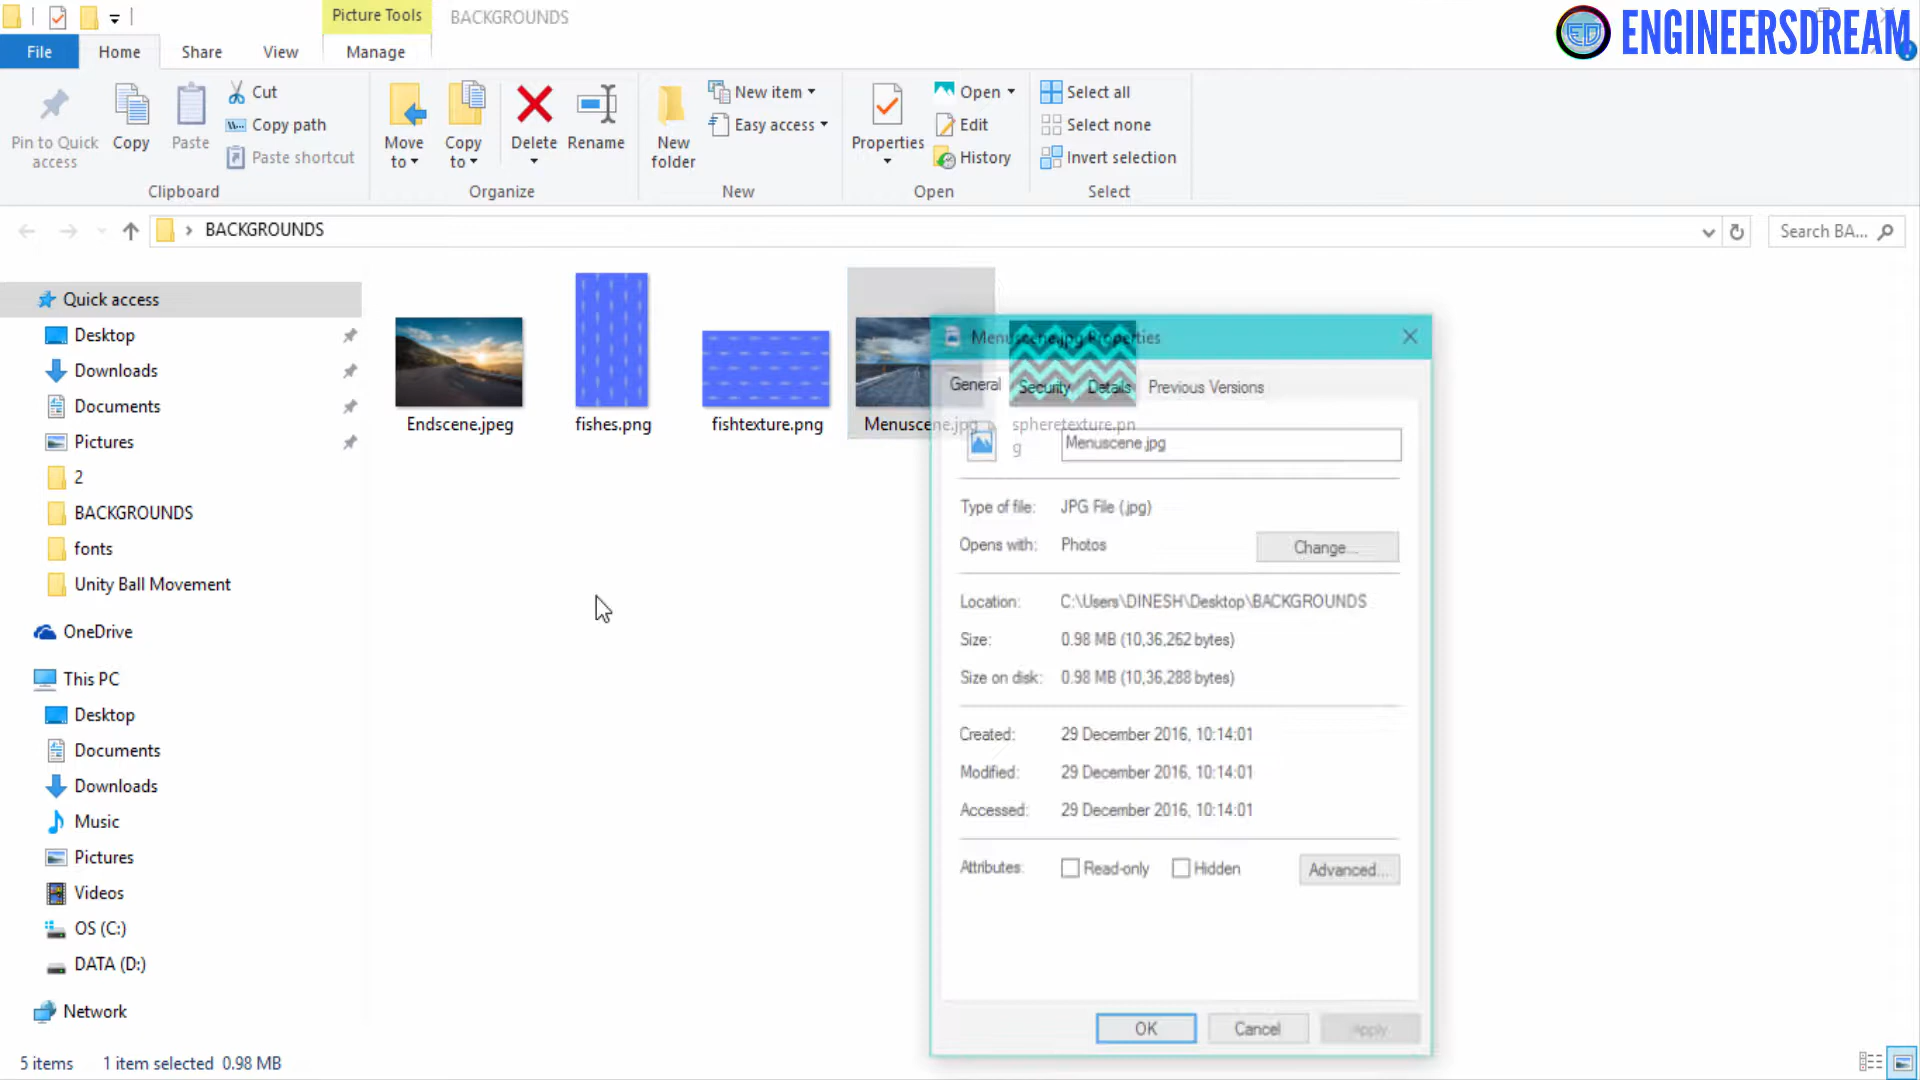 Picture Tools
BACKGROUNDS
ENGINEERSDREAM
File
Home
Share
View
Manage
Pin to Quick
access
Copy
Paste
Cut
Copy path
Paste shortcut
Clipboard
Move
to
Copy
to
Delete
Rename
Organize
New
folder
New item
Easy access
New
Properties
Open
Edit
History
Open
Select all
Select none
Invert selection
Select
BACKGROUNDS
Search BA...
Quick access
Desktop
Downloads
Documents
Pictures
2
BACKGROUNDS
fonts
Unity Ball Movement
OneDrive
This PC
Desktop
Documents
Downloads
Music
Pictures
Videos
OS (C:)
DATA (D:)
Network
Endscene.jpeg
fishes.png
fishtexture.png
Menuscene.jpg
spheretexture.pn
g
Menuscene.jpg Properties
General
Security
Details
Previous Versions
Menuscene.jpg
Type of file: JPG File (.jpg)
Opens with: Photos
Change...
Location: C:\Users\DINESH\Desktop\BACKGROUNDS
Size: 0.98 MB (10,36,262 bytes)
Size on disk: 0.98 MB (10,36,288 bytes)
Created: 29 December 2016, 10:14:01
Modified: 29 December 2016, 10:14:01
Accessed: 29 December 2016, 10:14:01
Attributes: Read-only Hidden
Advanced...
OK
Cancel
Apply
5 items 1 item selected 0.98 MB